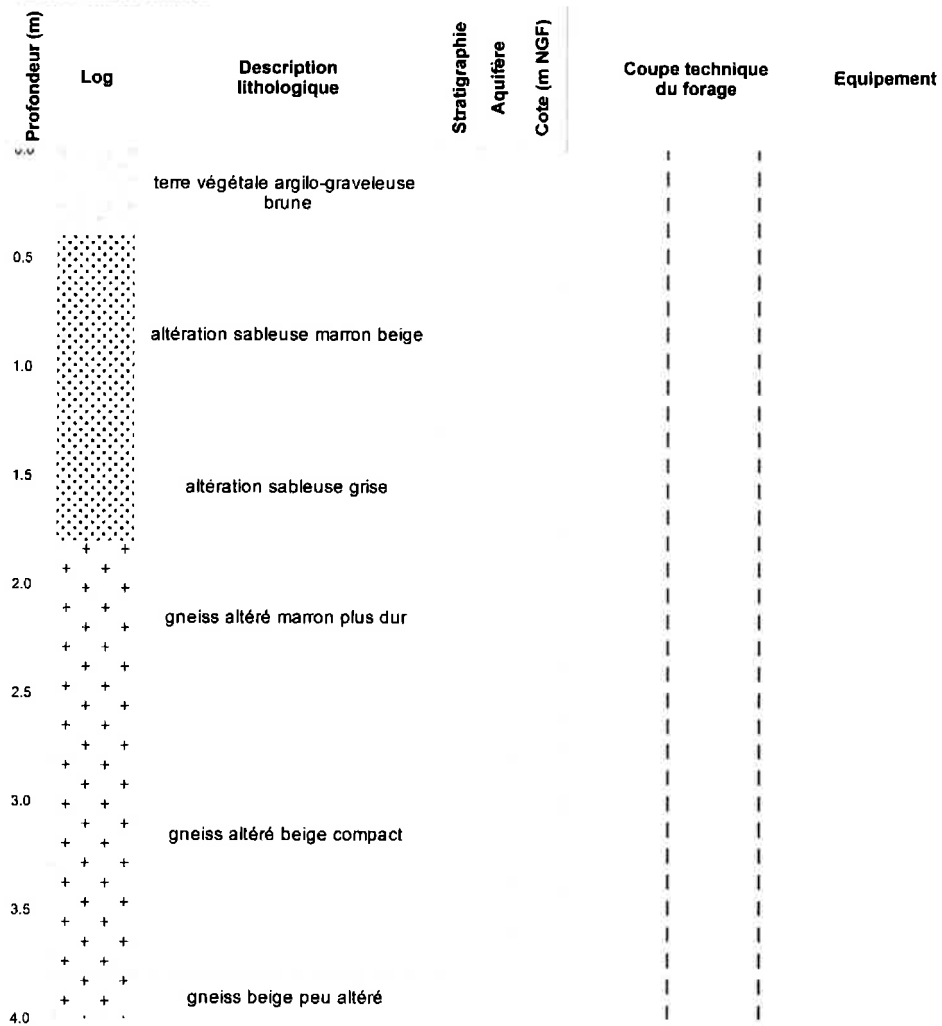 Profondeur (m)
Log
Description
lithologique
Stratigraphie
Aquifère
Cote (m NGF)
Coupe technique
du forage
Equipement
0.0
terre végétale argilo-graveleuse
brune
0.5
altération sableuse marron beige
1.0
1.5
altération sableuse grise
2.0
gneiss altéré marron plus dur
2.5
3.0
gneiss altéré beige compact
3.5
gneiss beige peu altéré
4.0